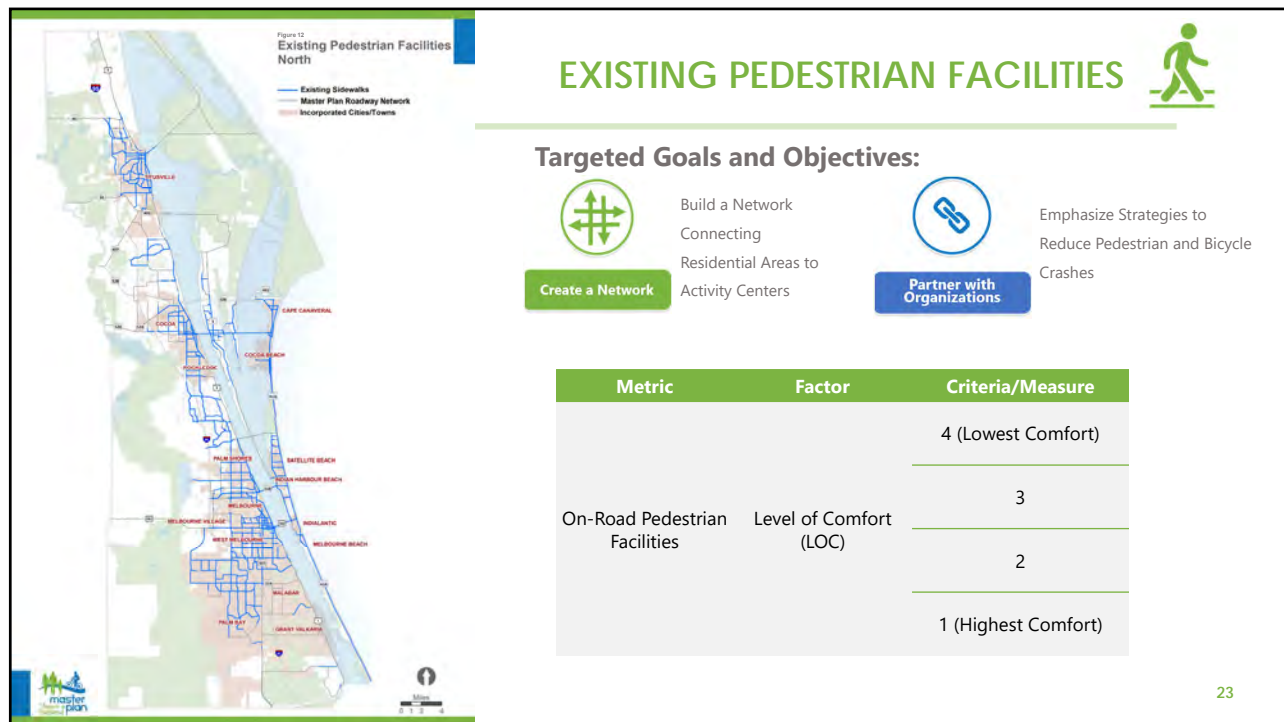 Figure 12
Existing Pedestrian Facilities
North
Existing Sidewalks
Master Plan Roadway Network
Incorporated Cities/Towns
TITUSVILLE
CAPE CANAVERAL
COCOA
COCOA BEACH
ROCKLEDGE
PALM SHORES
SATELLITE BEACH
INDIAN HARBOUR BEACH
MELBOURNE
MELBOURNE VILLAGE
INDIALANTIC
WEST MELBOURNE
MELBOURNE BEACH
MALABAR
PALM BAY
GRANT VALKARIA
master
plan
Miles
EXISTING PEDESTRIAN FACILITIES
Targeted Goals and Objectives:
Create a Network
Build a Network
Connecting
Residential Areas to
Activity Centers
Partner with
Organizations
Emphasize Strategies to
Reduce Pedestrian and Bicycle
Crashes
Metric Factor Criteria/Measure
On-Road Pedestrian
Facilities
Level of Comfort
(LOC)
4 (Lowest Comfort)
3
2
1 (Highest Comfort)
23